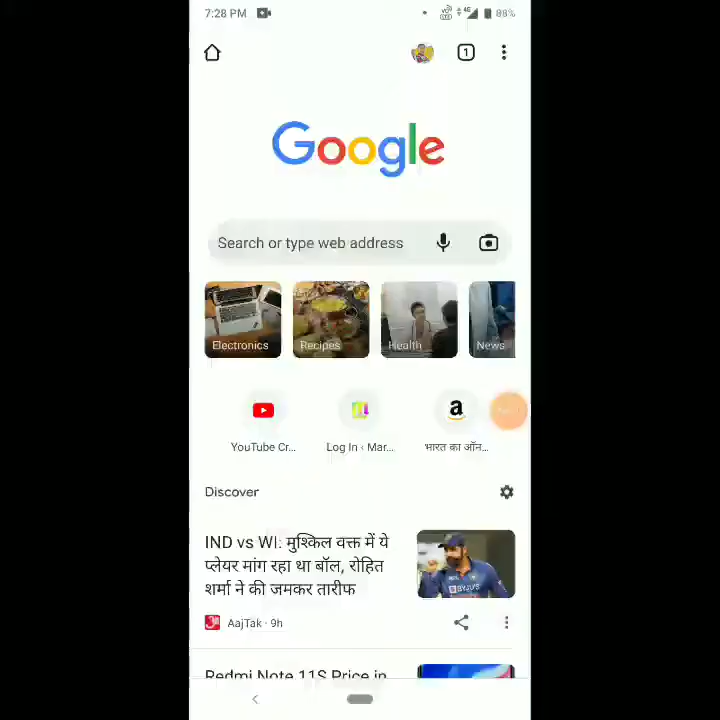 7:28 PM
4G 88%
1
Google
Search or type web address
Electronics Recipes Health News
a
YouTube Cr... Log In ‹ Mar... भारत का ऑन...
Discover
IND vs WI: मुश्किल वक्त में ये
प्लेयर मांग रहा था बॉल, रोहित
शर्मा ने की जमकर तारीफ
BYJU'S
AajTak · 9h
Redmi Note 11S Price in